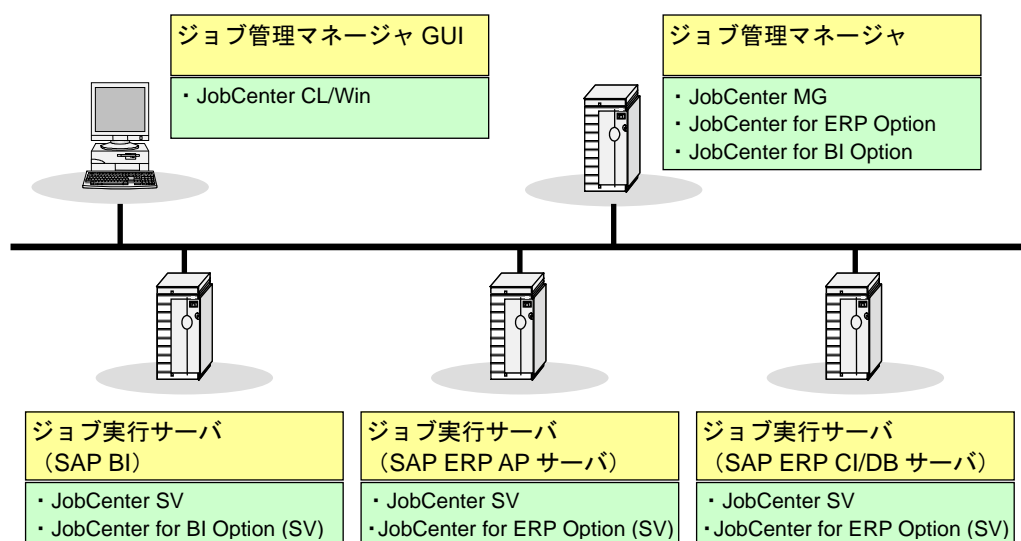 ジョブ管理マネージャ GUI
・JobCenter CL/Win
ジョブ管理マネージャ
・JobCenter MG
・JobCenter for ERP Option
・JobCenter for BI Option
ジョブ実行サーバ
（SAP BI）
・JobCenter SV
・JobCenter for BI Option (SV)
ジョブ実行サーバ
（SAP ERP AP サーバ）
・JobCenter SV
・JobCenter for ERP Option (SV)
ジョブ実行サーバ
（SAP ERP CI/DB サーバ）
・JobCenter SV
・JobCenter for ERP Option (SV)